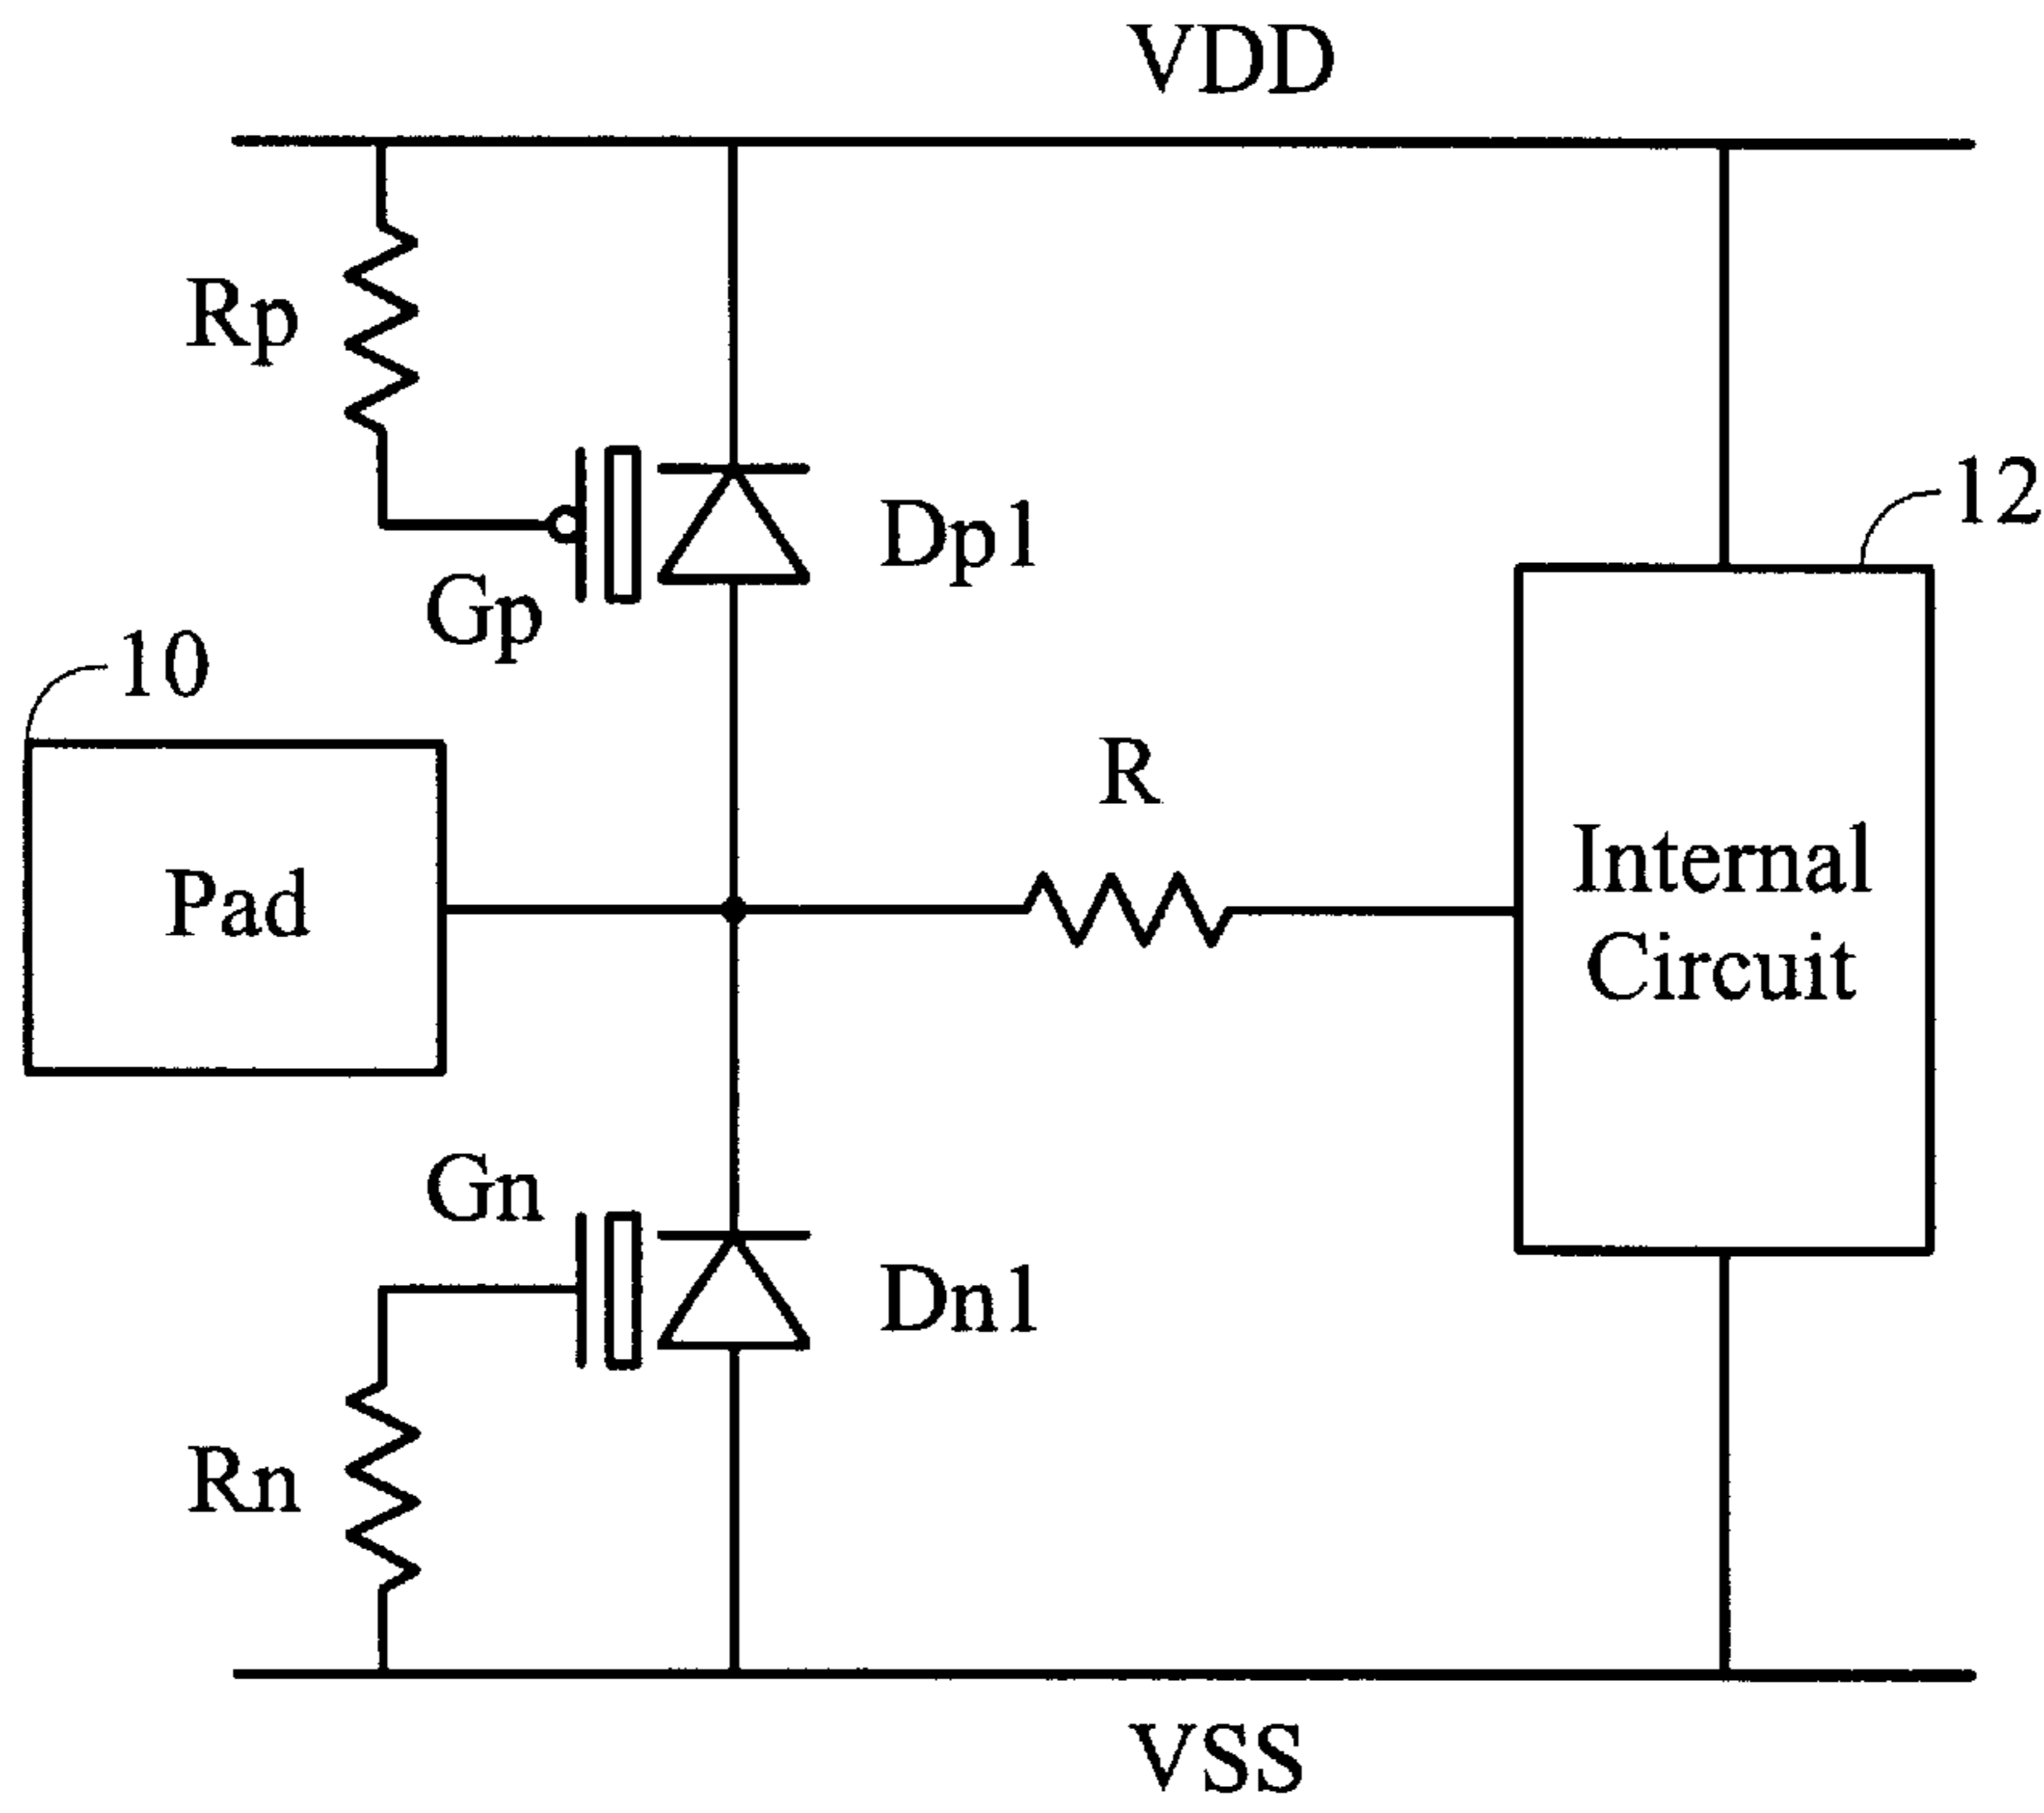 VDD
Rp
Dp1
12
Gp
10
R
Pad
Internal
Circuit
Gn
Dn1
Rn
VSS